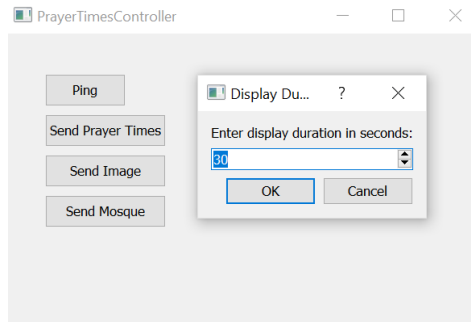 PrayerTimesController
Ping
Send Prayer Times
Send Image
Send Mosque
Display Du... ?
Enter display duration in seconds:
30
OK Cancel